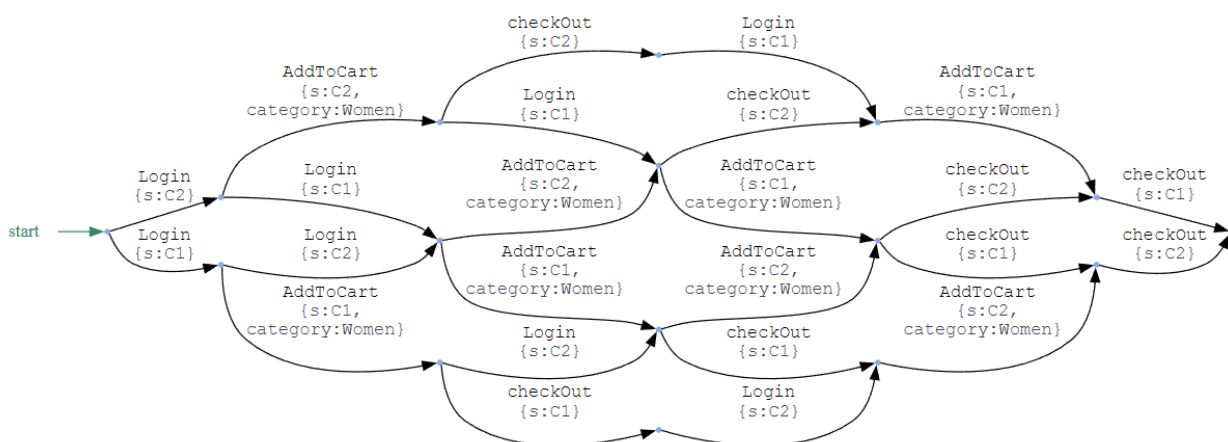 checkOut
{s:C2}
Login
{s:C1}
AddToCart
{s:C2,
category:Women}
Login
{s:C1}
checkOut
{s:C2}
AddToCart
{s:C1,
category:Women}
Login
{s:C2}
Login
{s:C1}
AddToCart
{s:C2,
category:Women}
AddToCart
{s:C1,
category:Women}
checkOut
{s:C2}
checkOut
{s:C1}
start
Login
{s:C1}
Login
{s:C2}
AddToCart
{s:C1,
category:Women}
AddToCart
{s:C2,
category:Women}
checkOut
{s:C1}
checkOut
{s:C2}
AddToCart
{s:C1,
category:Women}
Login
{s:C2}
checkOut
{s:C1}
AddToCart
{s:C2,
category:Women}
checkOut
{s:C1}
Login
{s:C2}